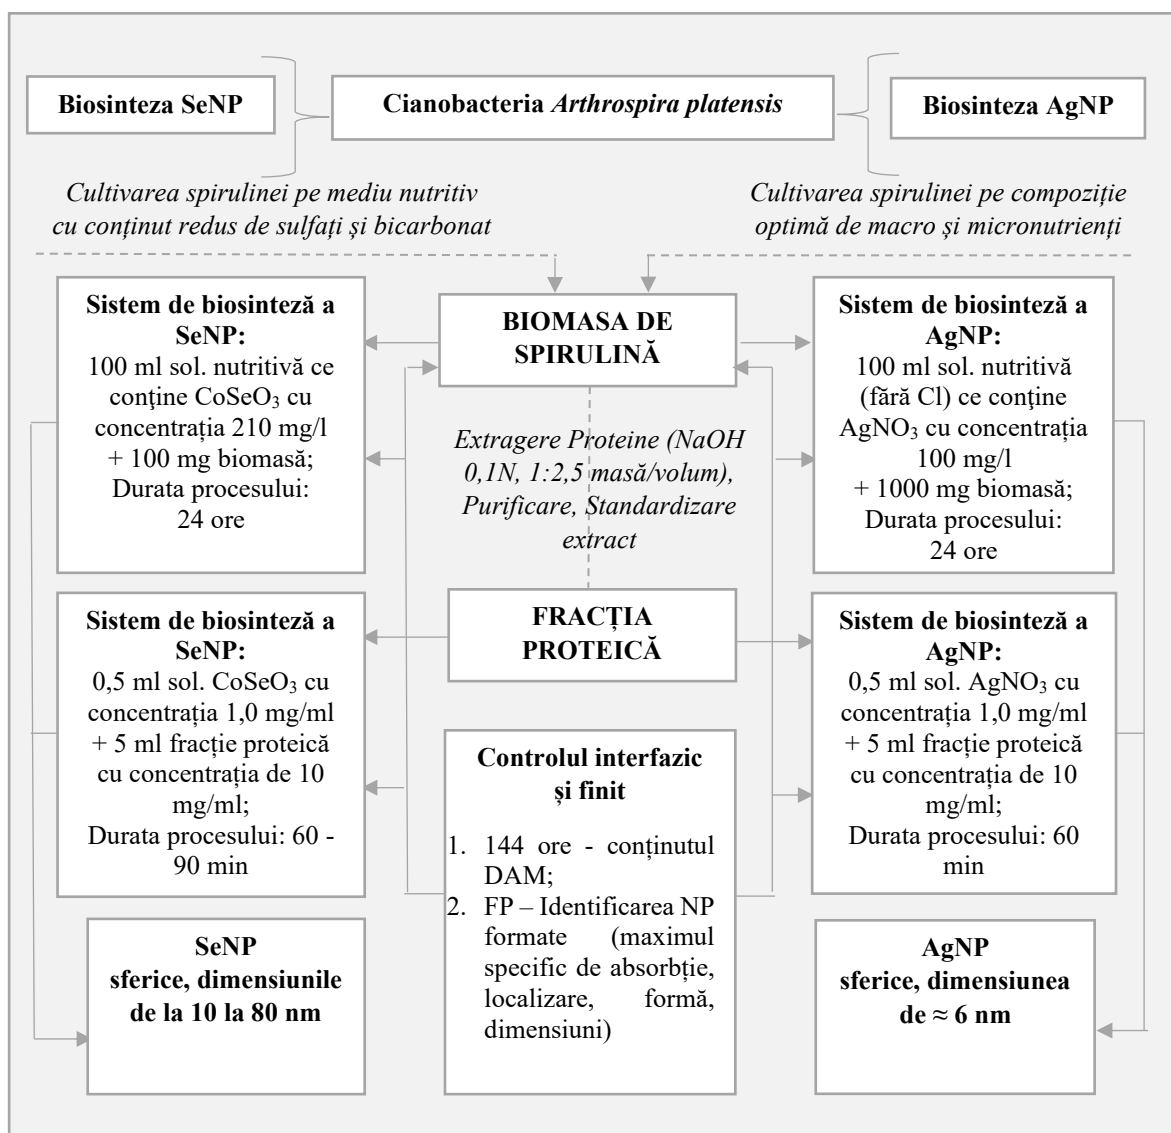 Biosinteza SeNP
Cianobacteria Arthrospira platensis
Biosinteza AgNP
Cultivarea spirulinei pe mediu nutritiv
cu conținut redus de sulfați și bicarbonat
Cultivarea spirulinei pe compoziție
optimă de macro și micronutrienți
Sistem de biosinteză a
SeNP:
100 ml sol. nutritivă ce
conţine CoSeO₃ cu
concentrația 210 mg/l
+ 100 mg biomasă;
Durata procesului:
24 ore
BIOMASA DE
SPIRULINĂ
Sistem de biosinteză a
AgNP:
100 ml sol. nutritivă
(fără Cl) ce conține
AgNO₃ cu concentrația
100 mg/l
+ 1000 mg biomasă;
Durata procesului:
24 ore
Extragere Proteine (NaOH
0,1N, 1:2,5 masă/volum),
Purificare, Standardizare
extract
Sistem de biosinteză a
SeNP:
0,5 ml sol. CoSeO₃ cu
concentrația 1,0 mg/ml
+ 5 ml fracție proteică
cu concentrația de 10
mg/ml;
Durata procesului: 60 -
90 min
FRACȚIA
PROTEICĂ
Sistem de biosinteză a
AgNP:
0,5 ml sol. AgNO₃ cu
concentrația 1,0 mg/ml
+ 5 ml fracție proteică
cu concentrația de 10
mg/ml;
Durata procesului: 60
min
Controlul interfazic
și finit
1. 144 ore - conținutul
DAM;
2. FP – Identificarea NP
formate (maximul
specific de absorbție,
localizare, formă,
dimensiuni)
SeNP
sferice, dimensiunile
de la 10 la 80 nm
AgNP
sferice, dimensiunea
de ≈ 6 nm